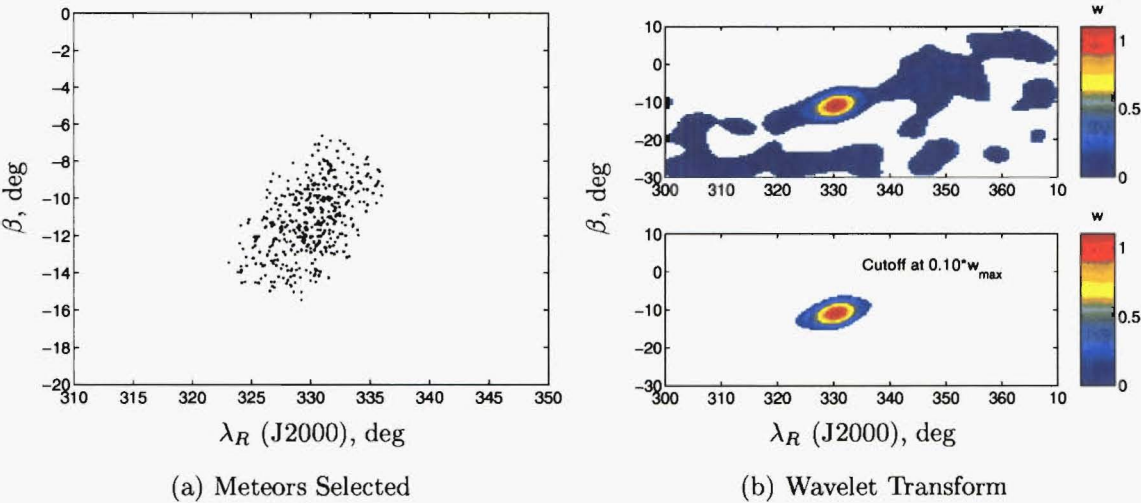 0
−2
−4
−6
−8
−10
−12
−14
−16
−18
−20
β, deg
310 315 320 325 330 335 340 345 350
λ_R (J2000), deg
(a) Meteors Selected
10
0
−10
−20
−30
300 310 320 330 340 350 360 10
w
1
0.5
0
β, deg
10
0
−10
−20
−30
Cutoff at 0.10*w_max
300 310 320 330 340 350 360 10
w
1
0.5
0
λ_R (J2000), deg
(b) Wavelet Transform